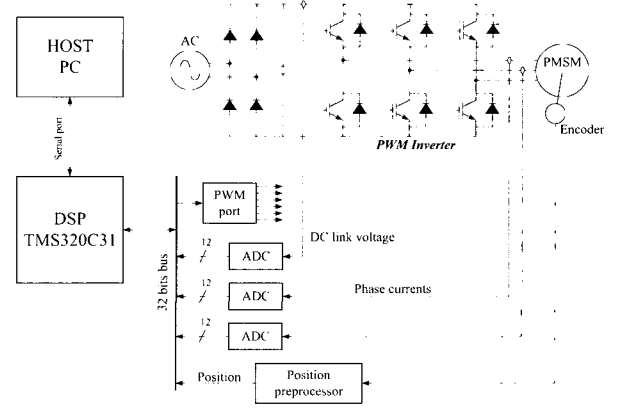 HOST
PC
AC
PMSM
Encoder
PWM Inverter
Serial port
DSP
TMS320C31
32 bits bus
PWM
port
DC link voltage
12
ADC
Phase currents
12
ADC
12
ADC
Position
Position
preprocessor